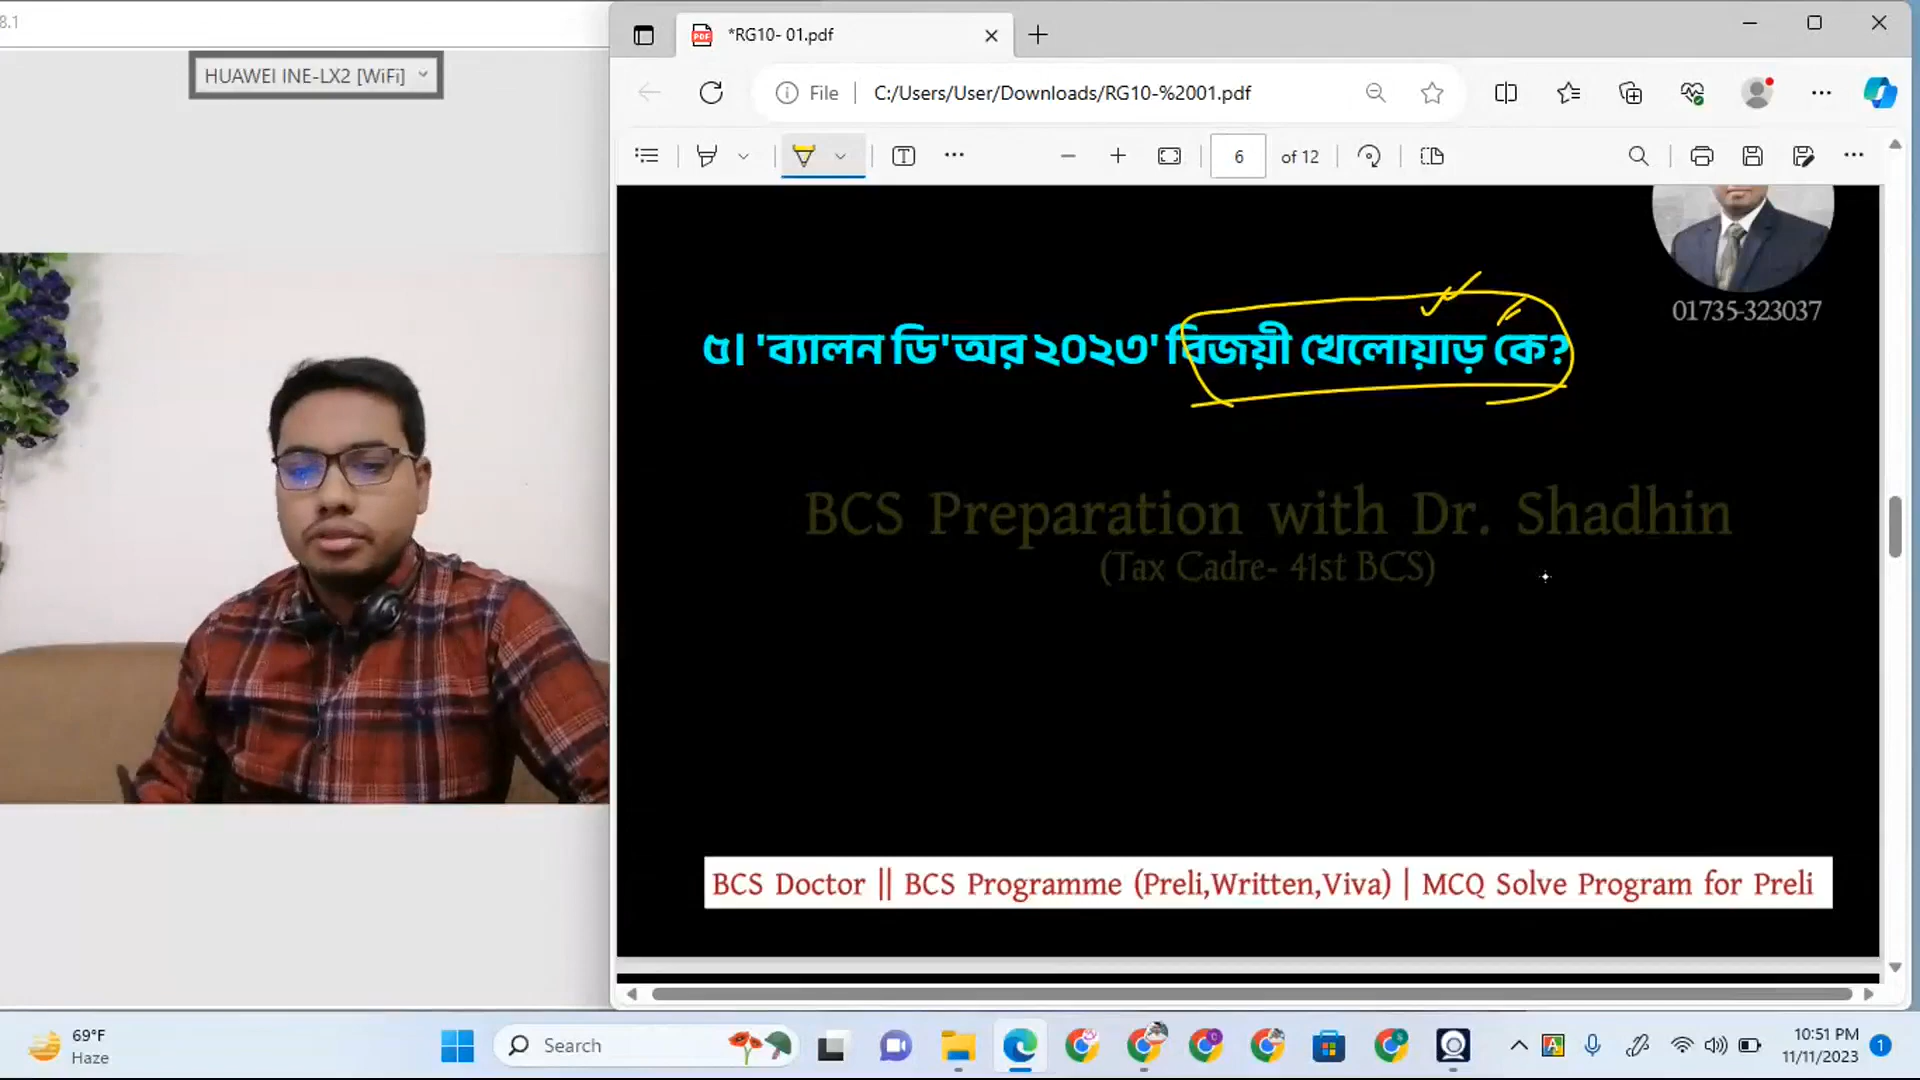 8.1
HUAWEI INE-LX2 [WiFi]
*RG10- 01.pdf
File
C:/Users/User/Downloads/RG10-%2001.pdf
6 of 12
01735-323037
৫। 'ব্যালন ডি'অর ২০২৩' বিজয়ী খেলোয়াড় কে?
BCS Preparation with Dr. Shadhin
(Tax Cadre- 41st BCS)
BCS Doctor || BCS Programme (Preli,Written,Viva) | MCQ Solve Program for Preli
69°F
Haze
Search
10:51 PM
11/11/2023
1